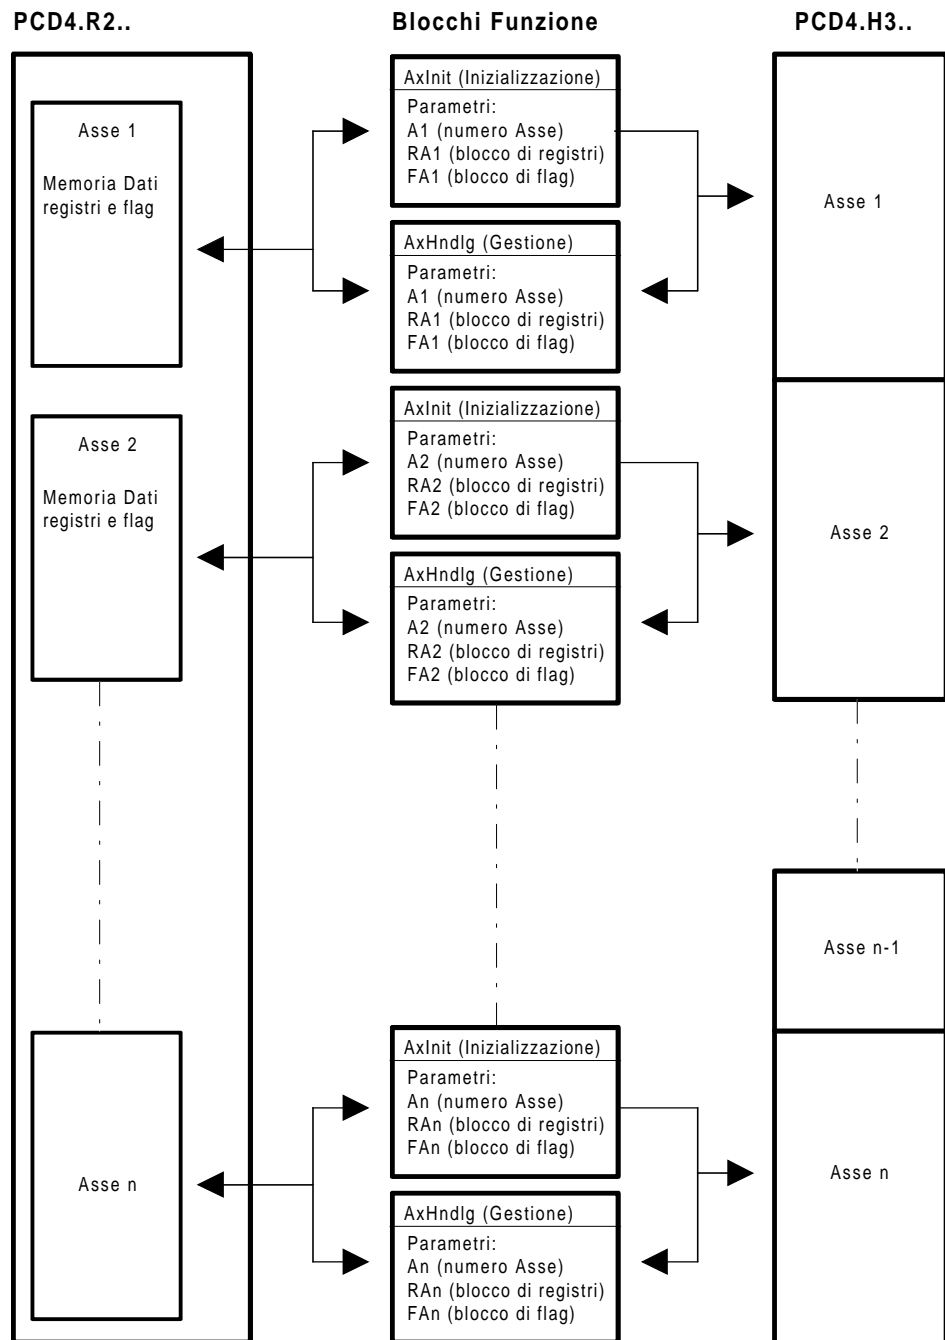 PCD4.R2..
Blocchi Funzione
PCD4.H3..
Asse 1
Memoria Dati
registri e flag
AxInit (Inizializzazione)
Parametri:
A1 (numero Asse)
RA1 (blocco di registri)
FA1 (blocco di flag)
AxHndlg (Gestione)
Parametri:
A1 (numero Asse)
RA1 (blocco di registri)
FA1 (blocco di flag)
Asse 1
Asse 2
Memoria Dati
registri e flag
AxInit (Inizializzazione)
Parametri:
A2 (numero Asse)
RA2 (blocco di registri)
FA2 (blocco di flag)
AxHndlg (Gestione)
Parametri:
A2 (numero Asse)
RA2 (blocco di registri)
FA2 (blocco di flag)
Asse 2
Asse n-1
Asse n
AxInit (Inizializzazione)
Parametri:
An (numero Asse)
RAn (blocco di registri)
FAn (blocco di flag)
AxHndlg (Gestione)
Parametri:
An (numero Asse)
RAn (blocco di registri)
FAn (blocco di flag)
Asse n